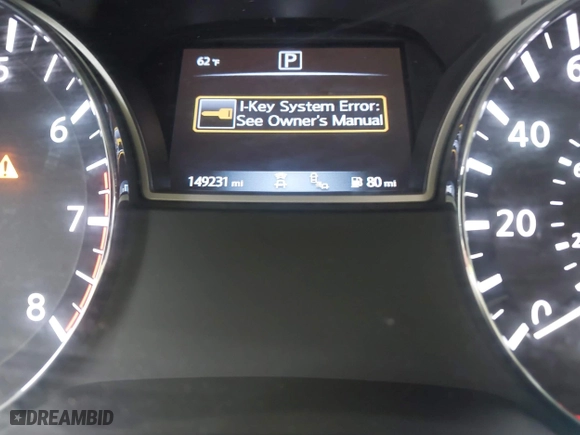 62 °F P
I-Key System Error:
See Owner's Manual
149231 mi 80 mi
5
6
7
8
40
20
0
DREAMBID